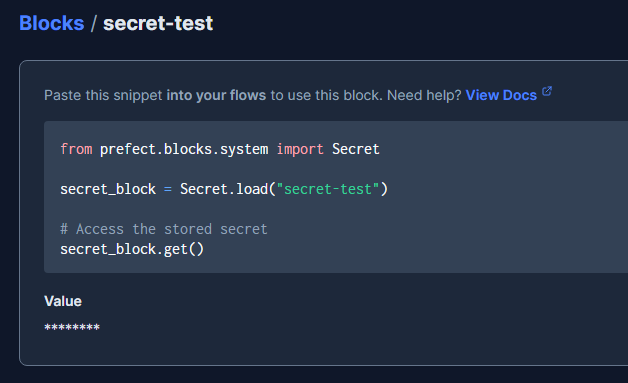 Blocks / secret-test
Paste this snippet into your flows to use this block. Need help? View Docs
from prefect.blocks.system import Secret
secret_block = Secret.load("secret-test")
# Access the stored secret
secret_block.get()
Value
********